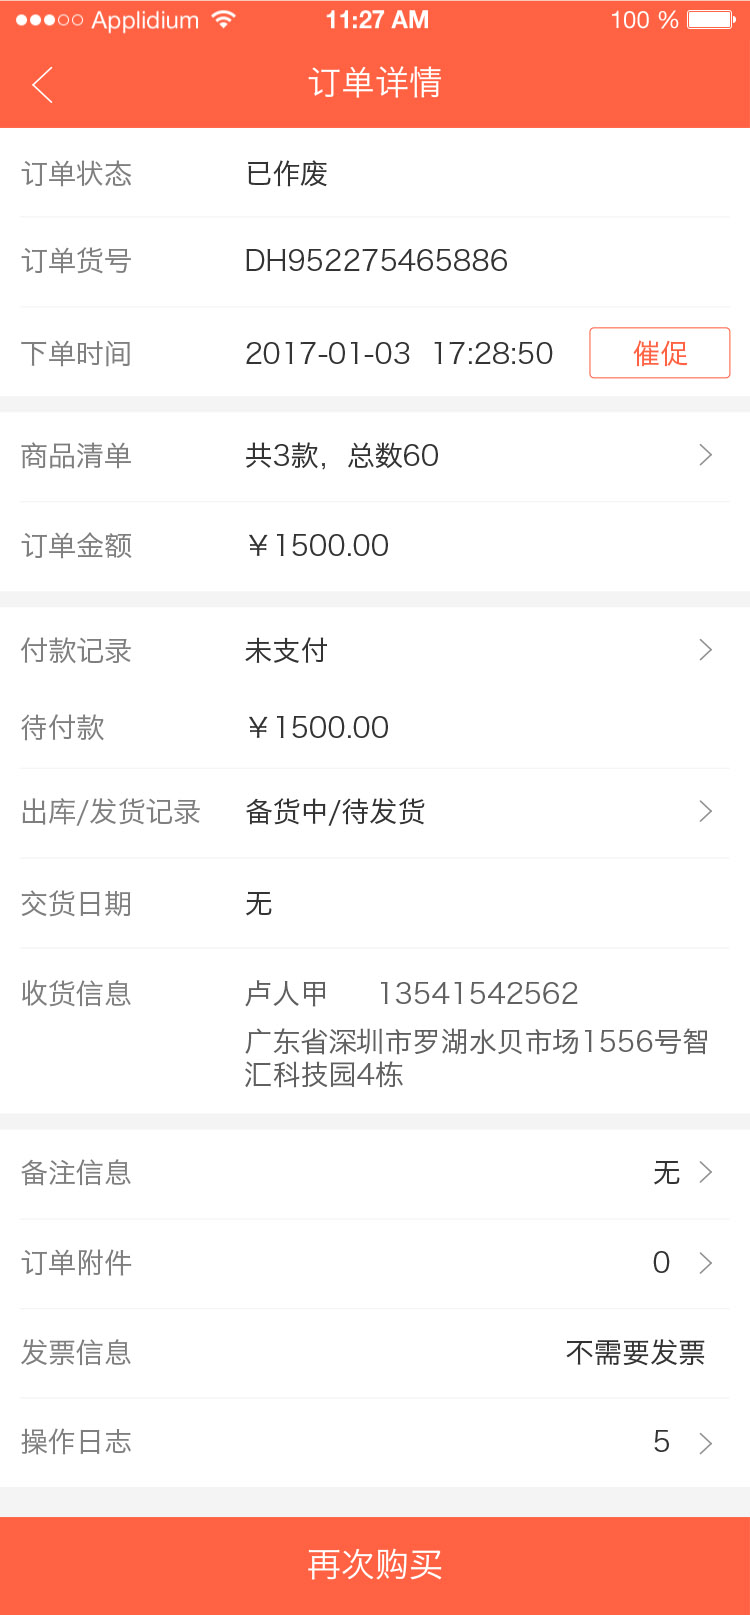 Applidium 11:27 AM 100 %
订单详情
订单状态 已作废
订单货号 DH952275465886
下单时间 2017-01-03 17:28:50 催促
商品清单 共3款，总数60
订单金额 ￥1500.00
付款记录 未支付
待付款 ￥1500.00
出库/发货记录 备货中/待发货
交货日期 无
收货信息 卢人甲 13541542562
广东省深圳市罗湖水贝市场1556号智
汇科技园4栋
备注信息 无
订单附件 0
发票信息 不需要发票
操作日志 5
再次购买